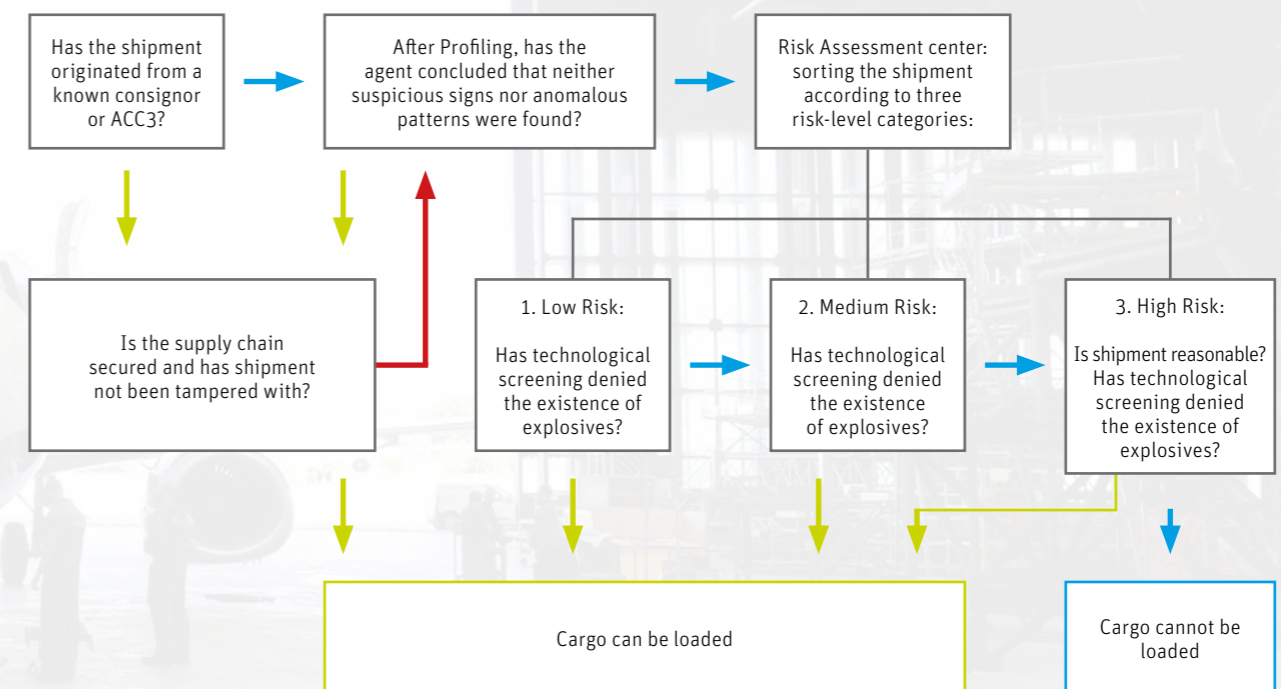 Has the shipment
originated from a
known consignor
or ACC3?
After Profiling, has the
agent concluded that neither
suspicious signs nor anomalous
patterns were found?
Risk Assessment center:
sorting the shipment
according to three
risk-level categories:
Is the supply chain
secured and has shipment
not been tampered with?
1. Low Risk:
Has technological
screening denied
the existence of
explosives?
2. Medium Risk:
Has technological
screening denied
the existence
of explosives?
3. High Risk:
Is shipment reasonable?
Has technological
screening denied
the existence of
explosives?
Cargo can be loaded
Cargo cannot be
loaded